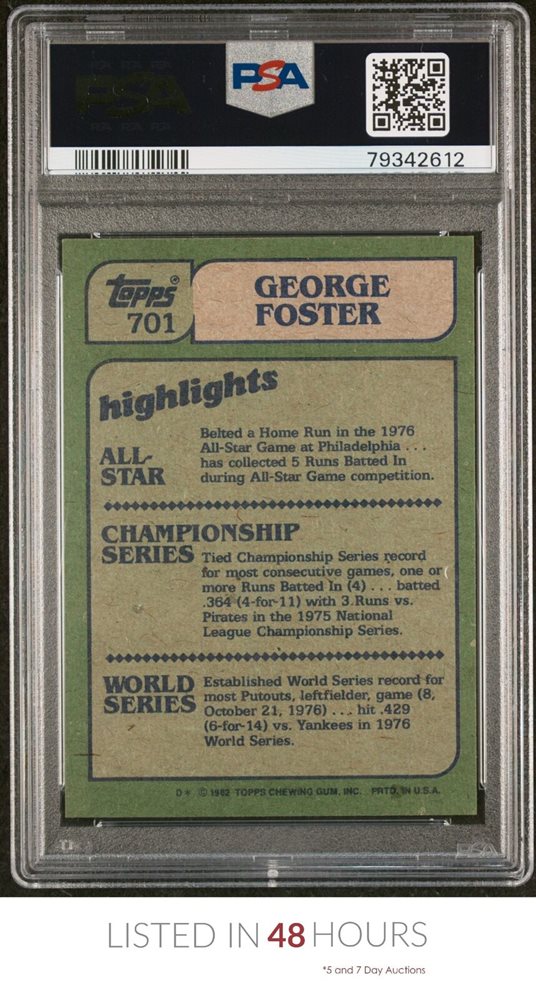 PSA
79342612
topps®
701
GEORGE
FOSTER
highlights
ALL-
STAR
Belted a Home Run in the 1976
All-Star Game at Philadelphia . . .
has collected 5 Runs Batted In
during All-Star Game competition.
CHAMPIONSHIP
SERIES
Tied Championship Series record
for most consecutive games, one or
more Runs Batted In (4) . . . batted
.364 (4-for-11) with 3 Runs vs.
Pirates in the 1975 National
League Championship Series.
WORLD
SERIES
Established World Series record for
most Putouts, leftfielder, game (8,
October 21, 1976) . . . hit .429
(6-for-14) vs. Yankees in 1976
World Series.
D* © 1982 TOPPS CHEWING GUM, INC. PRTD. IN U.S.A.
PSA
LISTED IN 48 HOURS
*5 and 7 Day Auctions